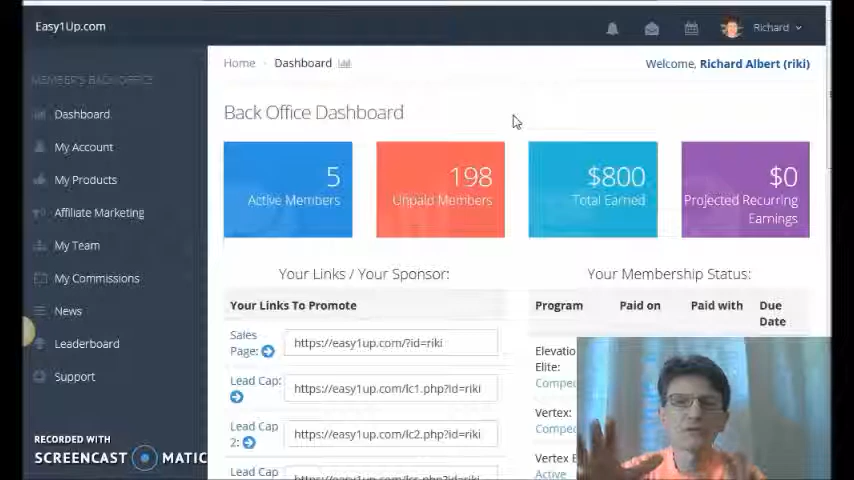 Easy1Up.com
Richard
MEMBER'S BACK OFFICE
Home - Dashboard
Welcome, Richard Albert (riki)
Dashboard
Back Office Dashboard
My Account
My Products
Affiliate Marketing
My Team
My Commissions
News
Leaderboard
Support
5
Active Members
198
Unpaid Members
$800
Total Earned
$0
Projected Recurring
Earnings
Your Links / Your Sponsor:
Your Links To Promote
Sales
Page:
https://easy1up.com/?id=riki
Lead Cap:
https://easy1up.com/lc1.php?id=riki
Lead Cap
2:
https://easy1up.com/lc2.php?id=riki
Lead Cap
Your Membership Status:
Program Paid on Paid with Due
Date
Elevation
Elite:
Vertex:
Active
RECORDED WITH
SCREENCAST MATIC